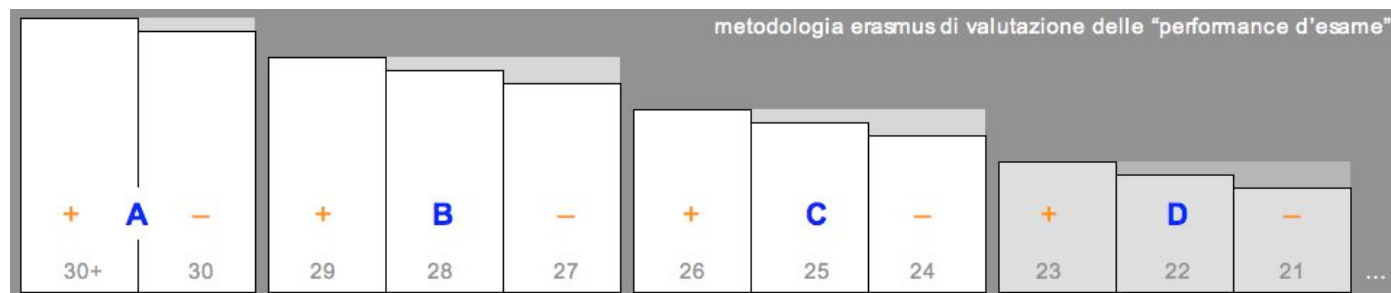 metodologia erasmus di valutazione delle “performance d’esame”
+ A – + B – + C – + D –
30+ 30 29 28 27 26 25 24 23 22 21 ...